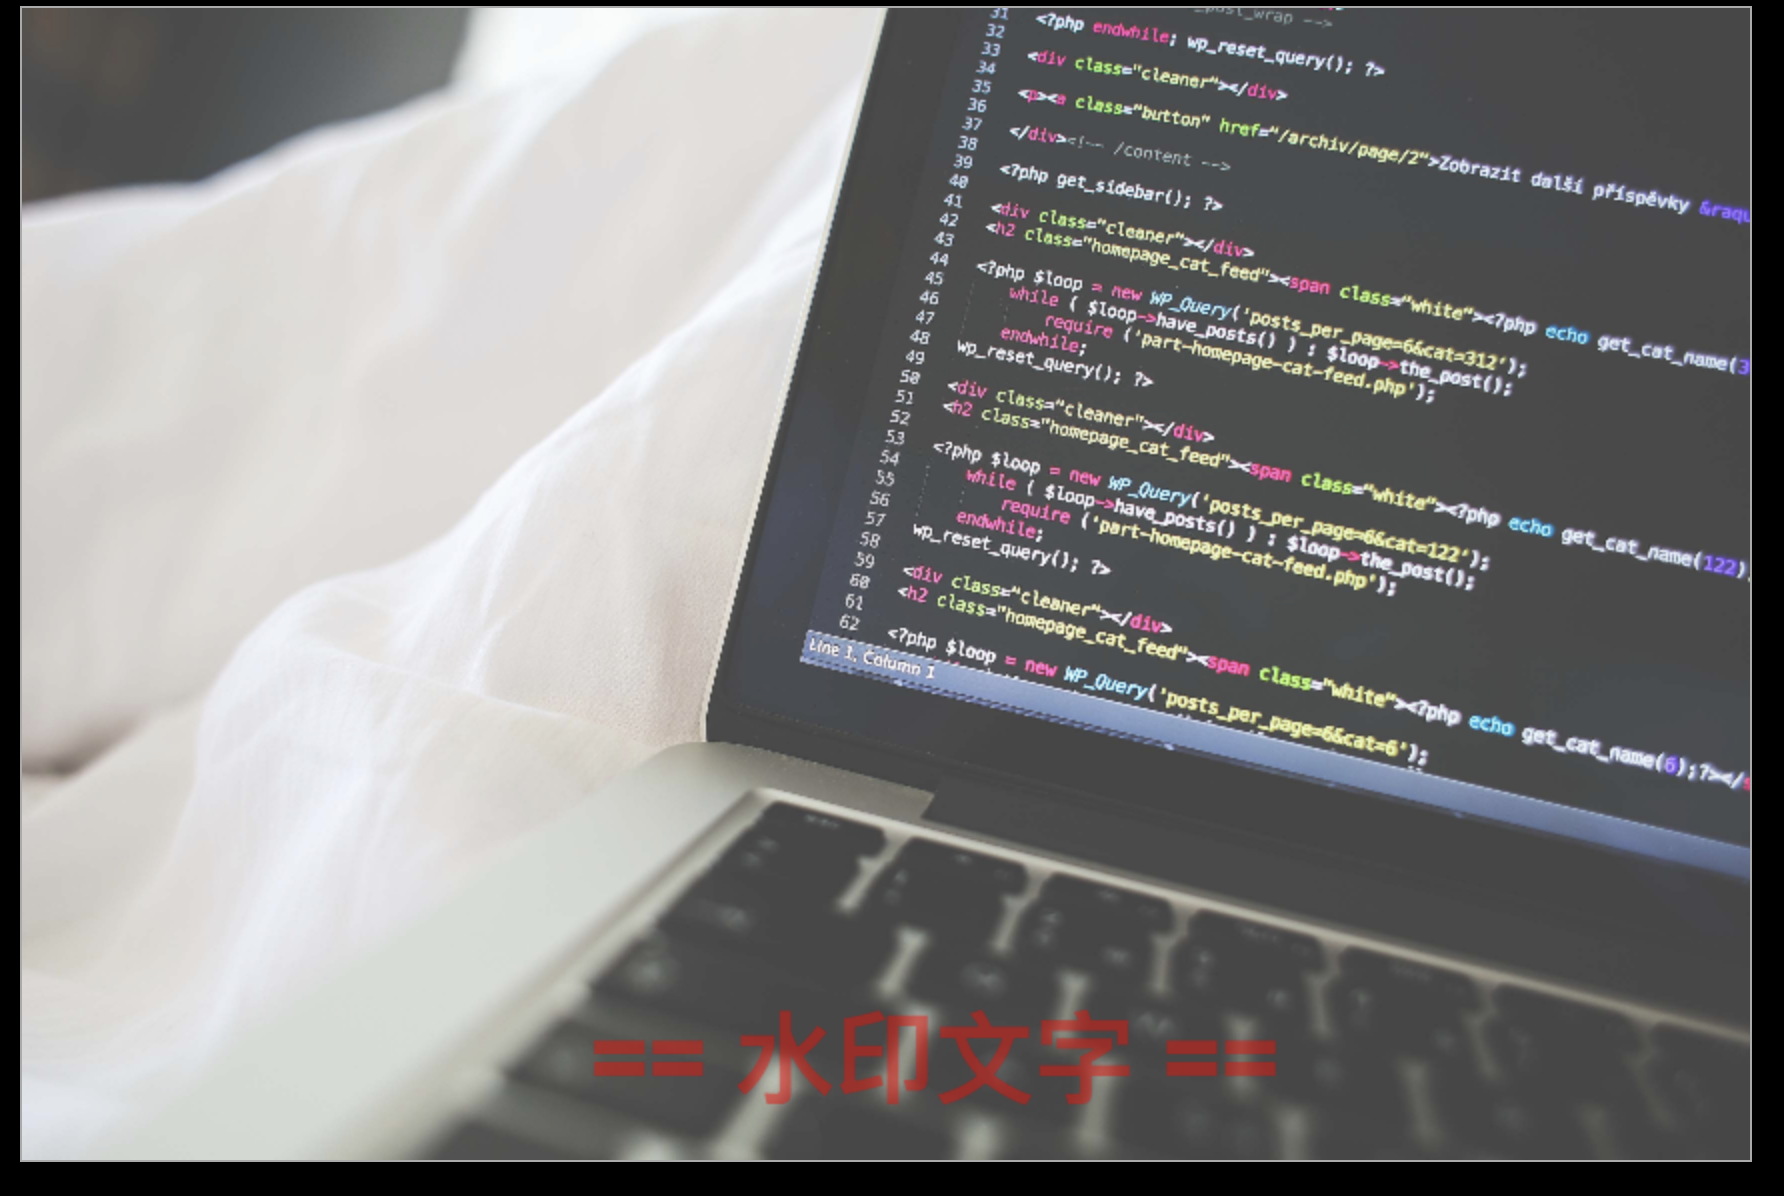 31
_post_wrap -->
32 <?php endwhile; wp_reset_query(); ?>
33
34 <div class="cleaner"></div>
35
36 <p><a class="button" href="/archiv/page/2">Zobrazit další příspěvky &raqu
37
38 </div><!-- /content -->
39
40 <?php get_sidebar(); ?>
41
42 <div class="cleaner"></div>
43 <h2 class="homepage_cat_feed"><span class="white"><?php echo get_cat_name(3
44
45 <?php $loop = new WP_Query('posts_per_page=6&cat=312');
46 while ( $loop->have_posts() ) : $loop->the_post();
47 require ('part-homepage-cat-feed.php');
48 endwhile;
49 wp_reset_query(); ?>
50
51 <div class="cleaner"></div>
52 <h2 class="homepage_cat_feed"><span class="white"><?php echo get_cat_name(122)
53
54 <?php $loop = new WP_Query('posts_per_page=6&cat=122');
55 while ( $loop->have_posts() ) : $loop->the_post();
56 require ('part-homepage-cat-feed.php');
57 endwhile;
58 wp_reset_query(); ?>
59
60 <div class="cleaner"></div>
61 <h2 class="homepage_cat_feed"><span class="white"><?php echo get_cat_name(6);?></s
62
<?php $loop = new WP_Query('posts_per_page=6&cat=6');
Line 1, Column 1
== 水印文字 ==